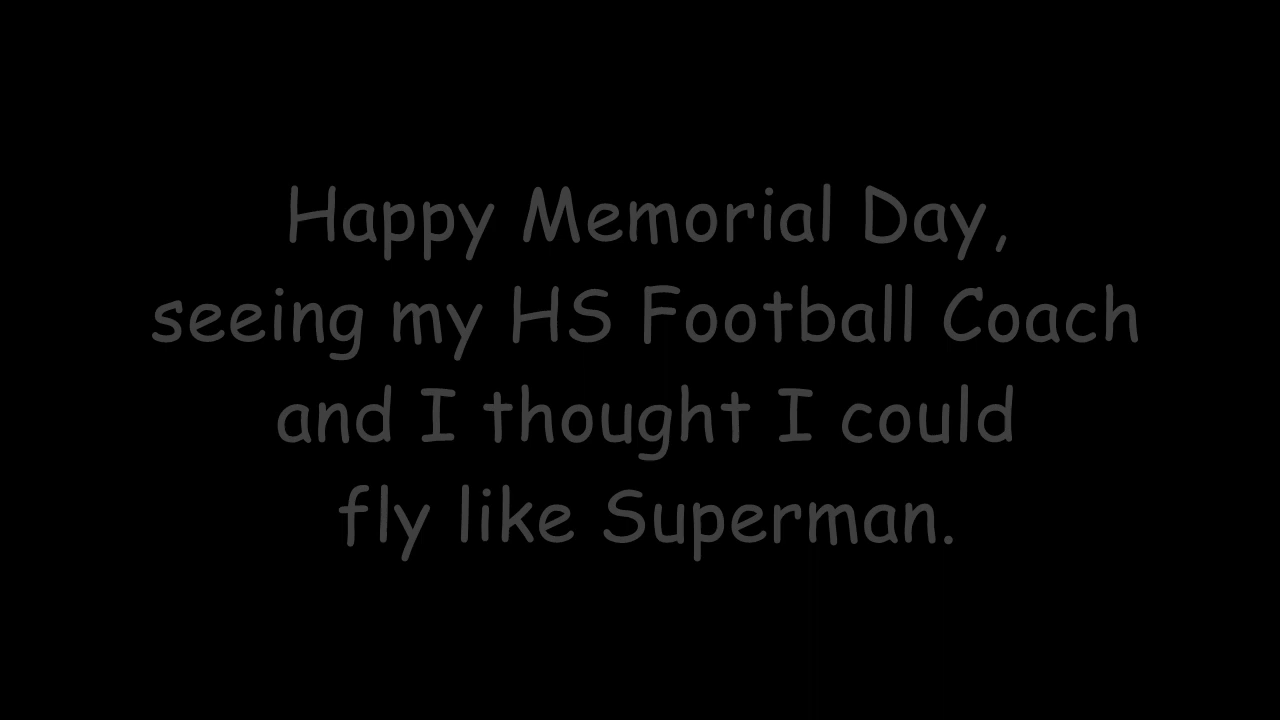 Happy Memorial Day,
seeing my HS Football Coach
and I thought I could
fly like Superman.